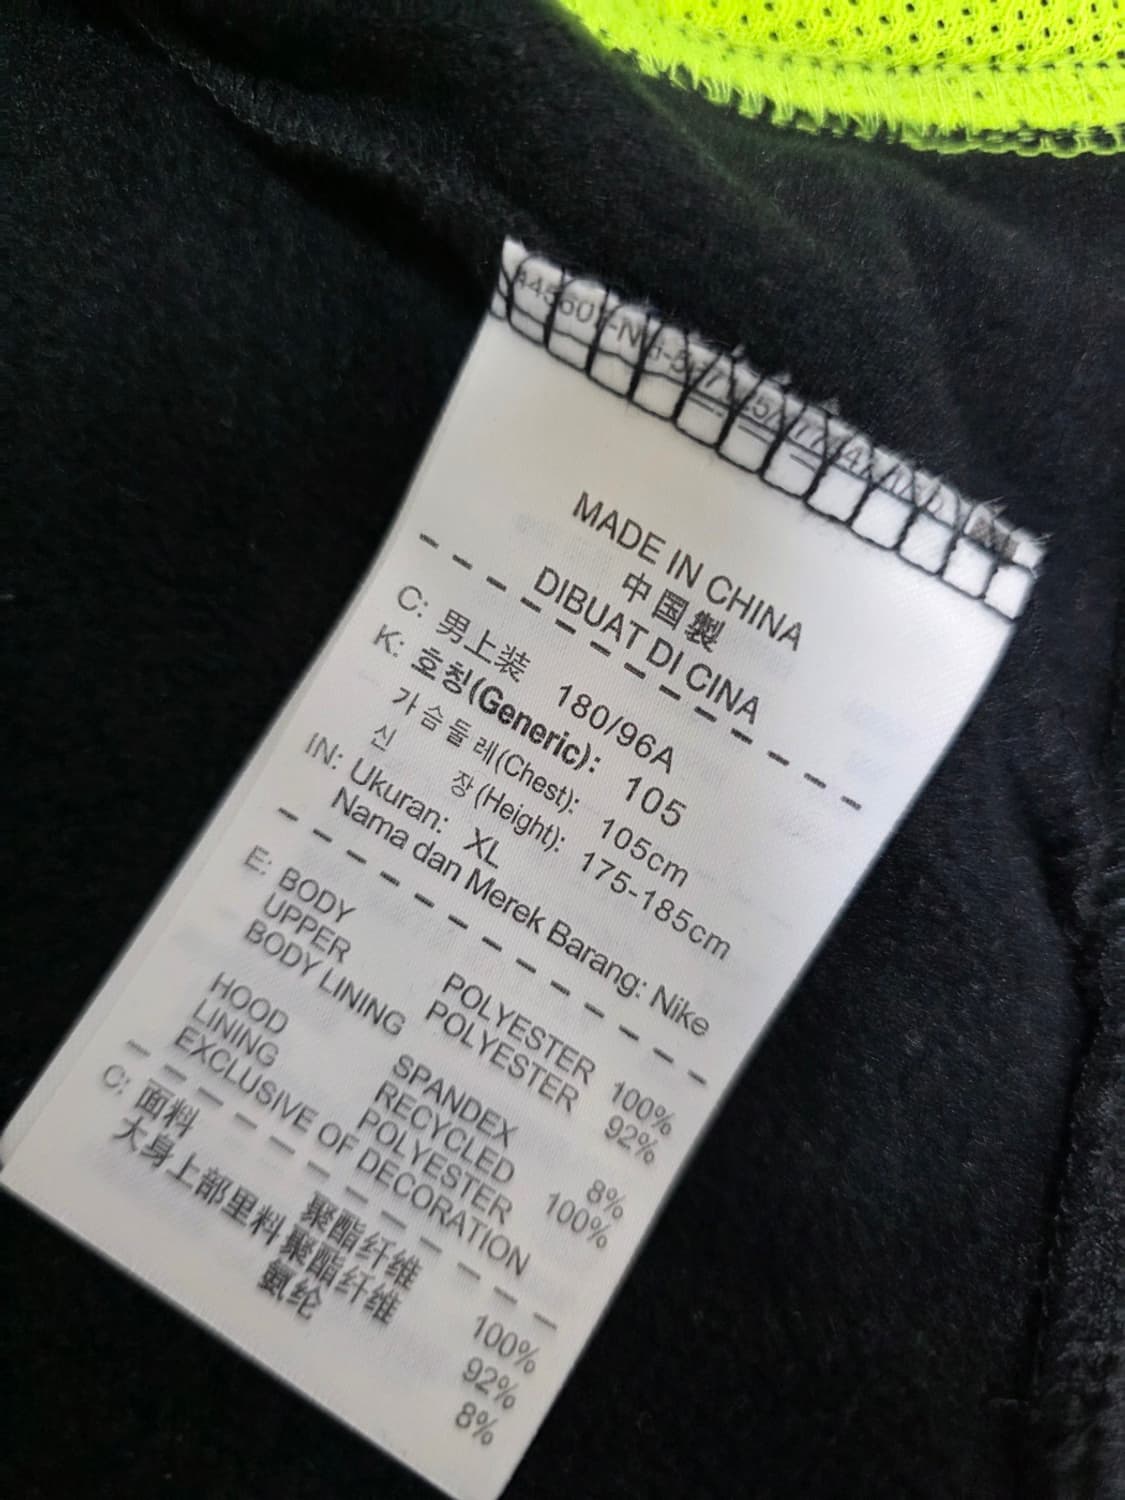 MADE IN CHINA
中国製
DIBUAT DI CINA
C: 男上装 180/96A
K: 호칭(Generic): 105
가슴둘레(Chest): 105cm
신 장(Height): 175-185cm
IN: Ukuran: XL
Nama dan Merek Barang: Nike
E: BODY POLYESTER 100%
UPPER POLYESTER 92%
BODY LINING
SPANDEX 8%
HOOD RECYCLED 100%
LINING POLYESTER
EXCLUSIVE OF DECORATION
C: 面料 聚酯纤维 100%
大身上部里料 聚酯纤维 92%
氨纶 8%